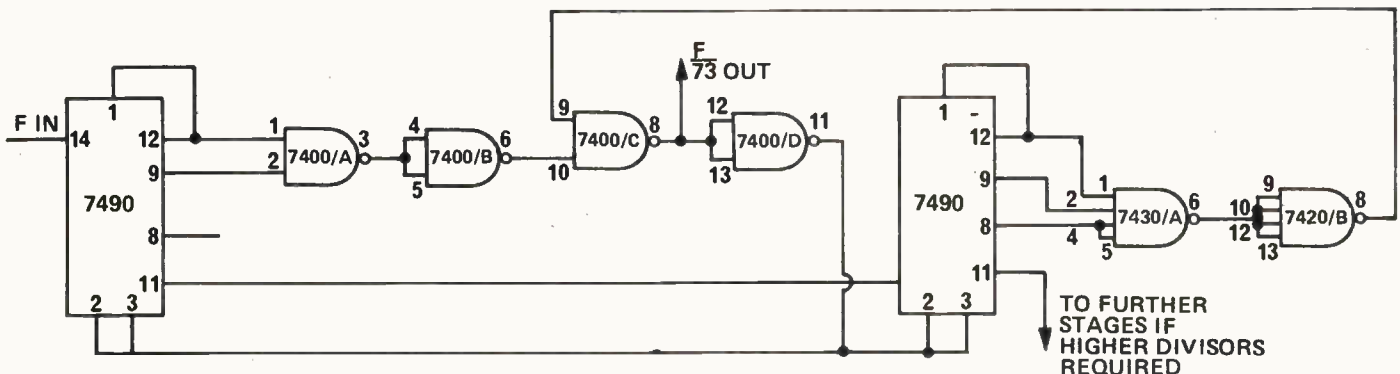 F
73 OUT
F IN
14
1
12
9
8
11
2 3
7490
1
2
7400/A
3
4
5
7400/B
6
9
10
7400/C
8
12
13
7400/D
11
1
12
9
8
11
2 3
7490
1
2
4
5
7430/A
6
9
10
12
13
7420/B
8
TO FURTHER
STAGES IF
HIGHER DIVISORS
REQUIRED